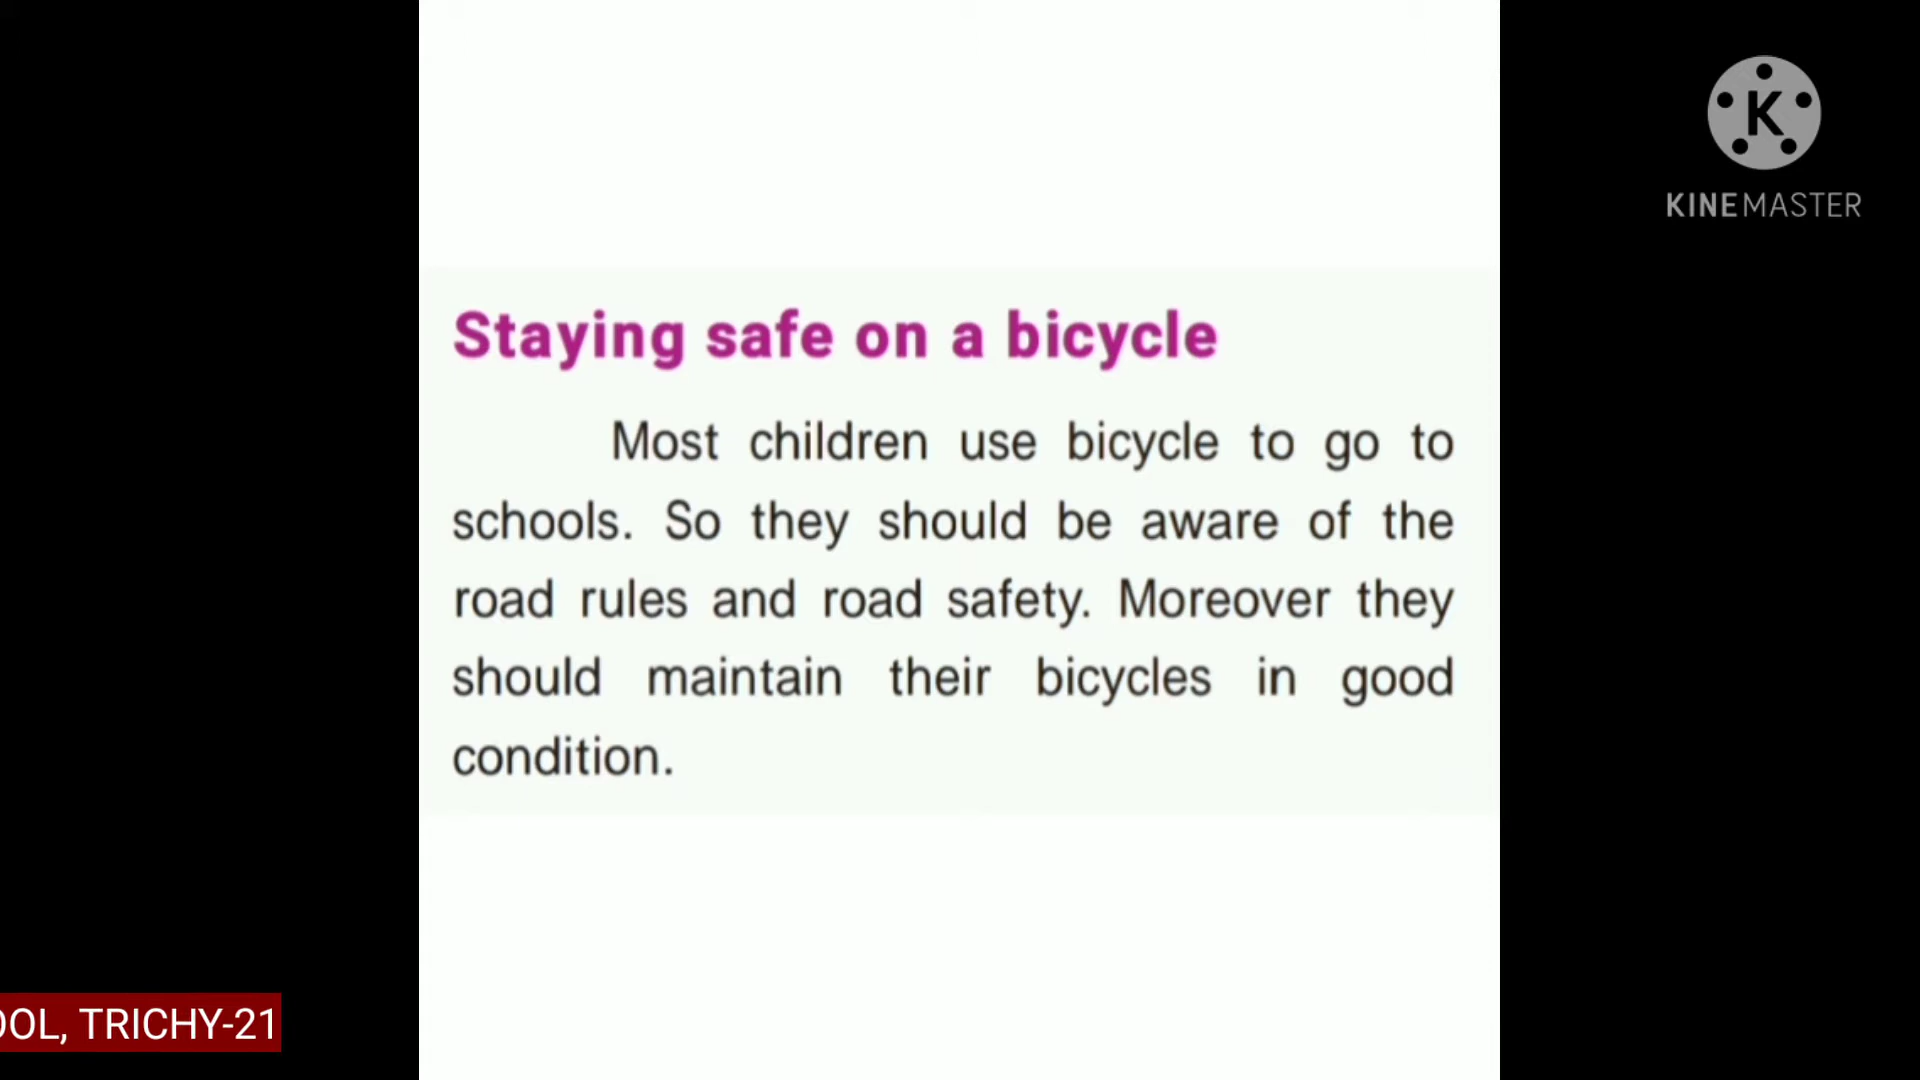 K
KINEMASTER
Staying safe on a bicycle
Most children use bicycle to go to
schools. So they should be aware of the
road rules and road safety. Moreover they
should maintain their bicycles in good
condition.
OOL, TRICHY-21